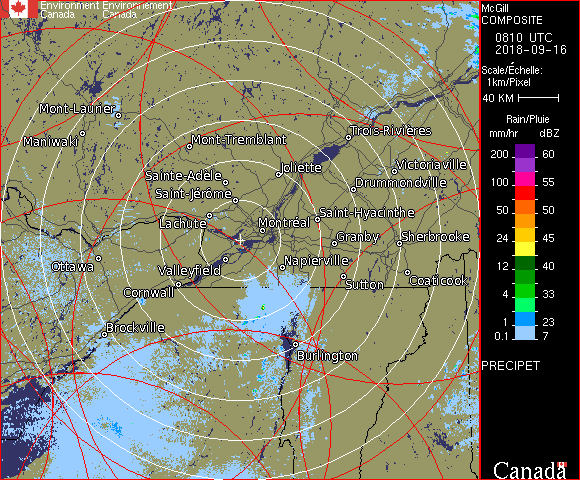 Environment Environnement
Canada Canada
Mont-Laurier
Maniwaki
Mont-Tremblant
Trois-Rivières
Joliette
Victoriaville
Sainte-Adèle
Drummondville
Saint-Jérôme
Saint-Hyacinthe
Lachute
Montréal
Granby
Sherbrooke
Ottawa
Valleyfield
Napierville
Sutton
Coaticook
Cornwall
Brockville
Burlington
McGill
COMPOSITE
0810 UTC
2018-09-16
Scale/Échelle:
1km/Pixel
40 KM
Rain/Pluie
mm/hr dBZ
200 60
150 57
100 55
50 50
24 45
12 40
4 33
1 23
0.1 7
PRECIPET
Canada